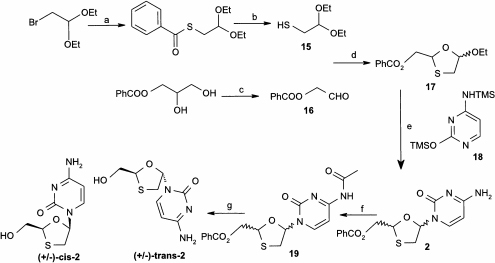 Br OEt OEt
a
S O OEt OEt
b
HS OEt OEt
15
d
PhCO2 O OEt S
17
PhCOO OH OH
c
PhCOO CHO
16
e
NHTMS N TMSO N
18
NH2 N O N O S HO
(+/-)-cis-2
HO O S N O N NH2
(+/-)-trans-2
g
O HN N O N O S PhCO2
19
f
NH2 N O N O S PhCO2
2